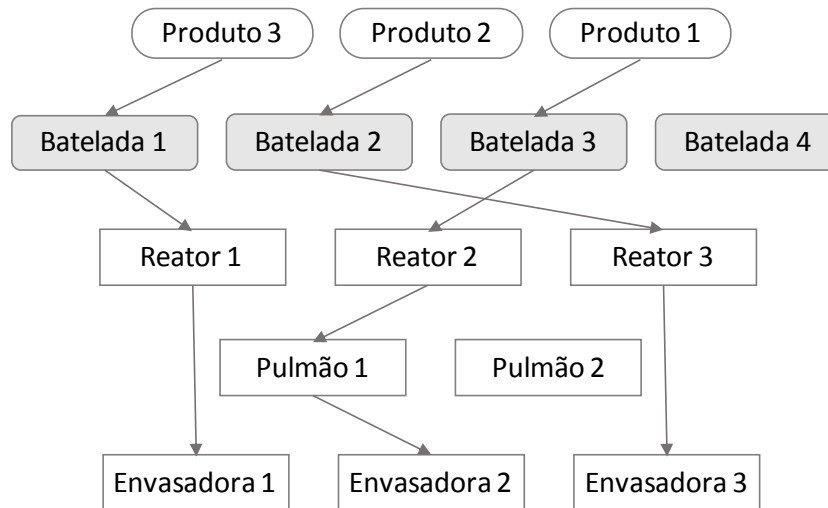 Produto 3
Produto 2
Produto 1
Batelada 1
Batelada 2
Batelada 3
Batelada 4
Reator 1
Reator 2
Reator 3
Pulmão 1
Pulmão 2
Envasadora 1
Envasadora 2
Envasadora 3